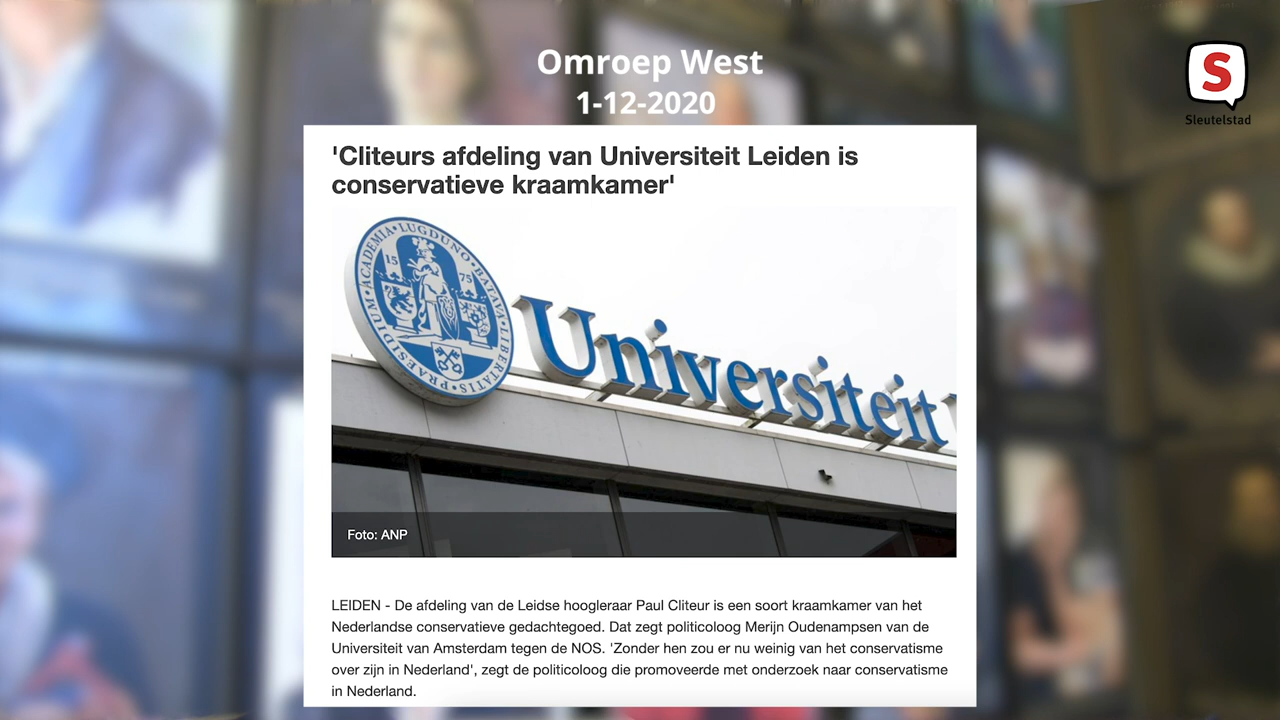 Omroep West
1-12-2020
S
Sleutelstad
'Cliteurs afdeling van Universiteit Leiden is
conservatieve kraamkamer'
ACADEMIA·LUGDUNO·BATAVA·LIBERTATIS·PRAESIDIUM·
15 75
Universiteit
Foto: ANP
LEIDEN - De afdeling van de Leidse hoogleraar Paul Cliteur is een soort kraamkamer van het
Nederlandse conservatieve gedachtegoed. Dat zegt politicoloog Merijn Oudenampsen van de
Universiteit van Amsterdam tegen de NOS. 'Zonder hen zou er nu weinig van het conservatisme
over zijn in Nederland', zegt de politicoloog die promoveerde met onderzoek naar conservatisme
in Nederland.